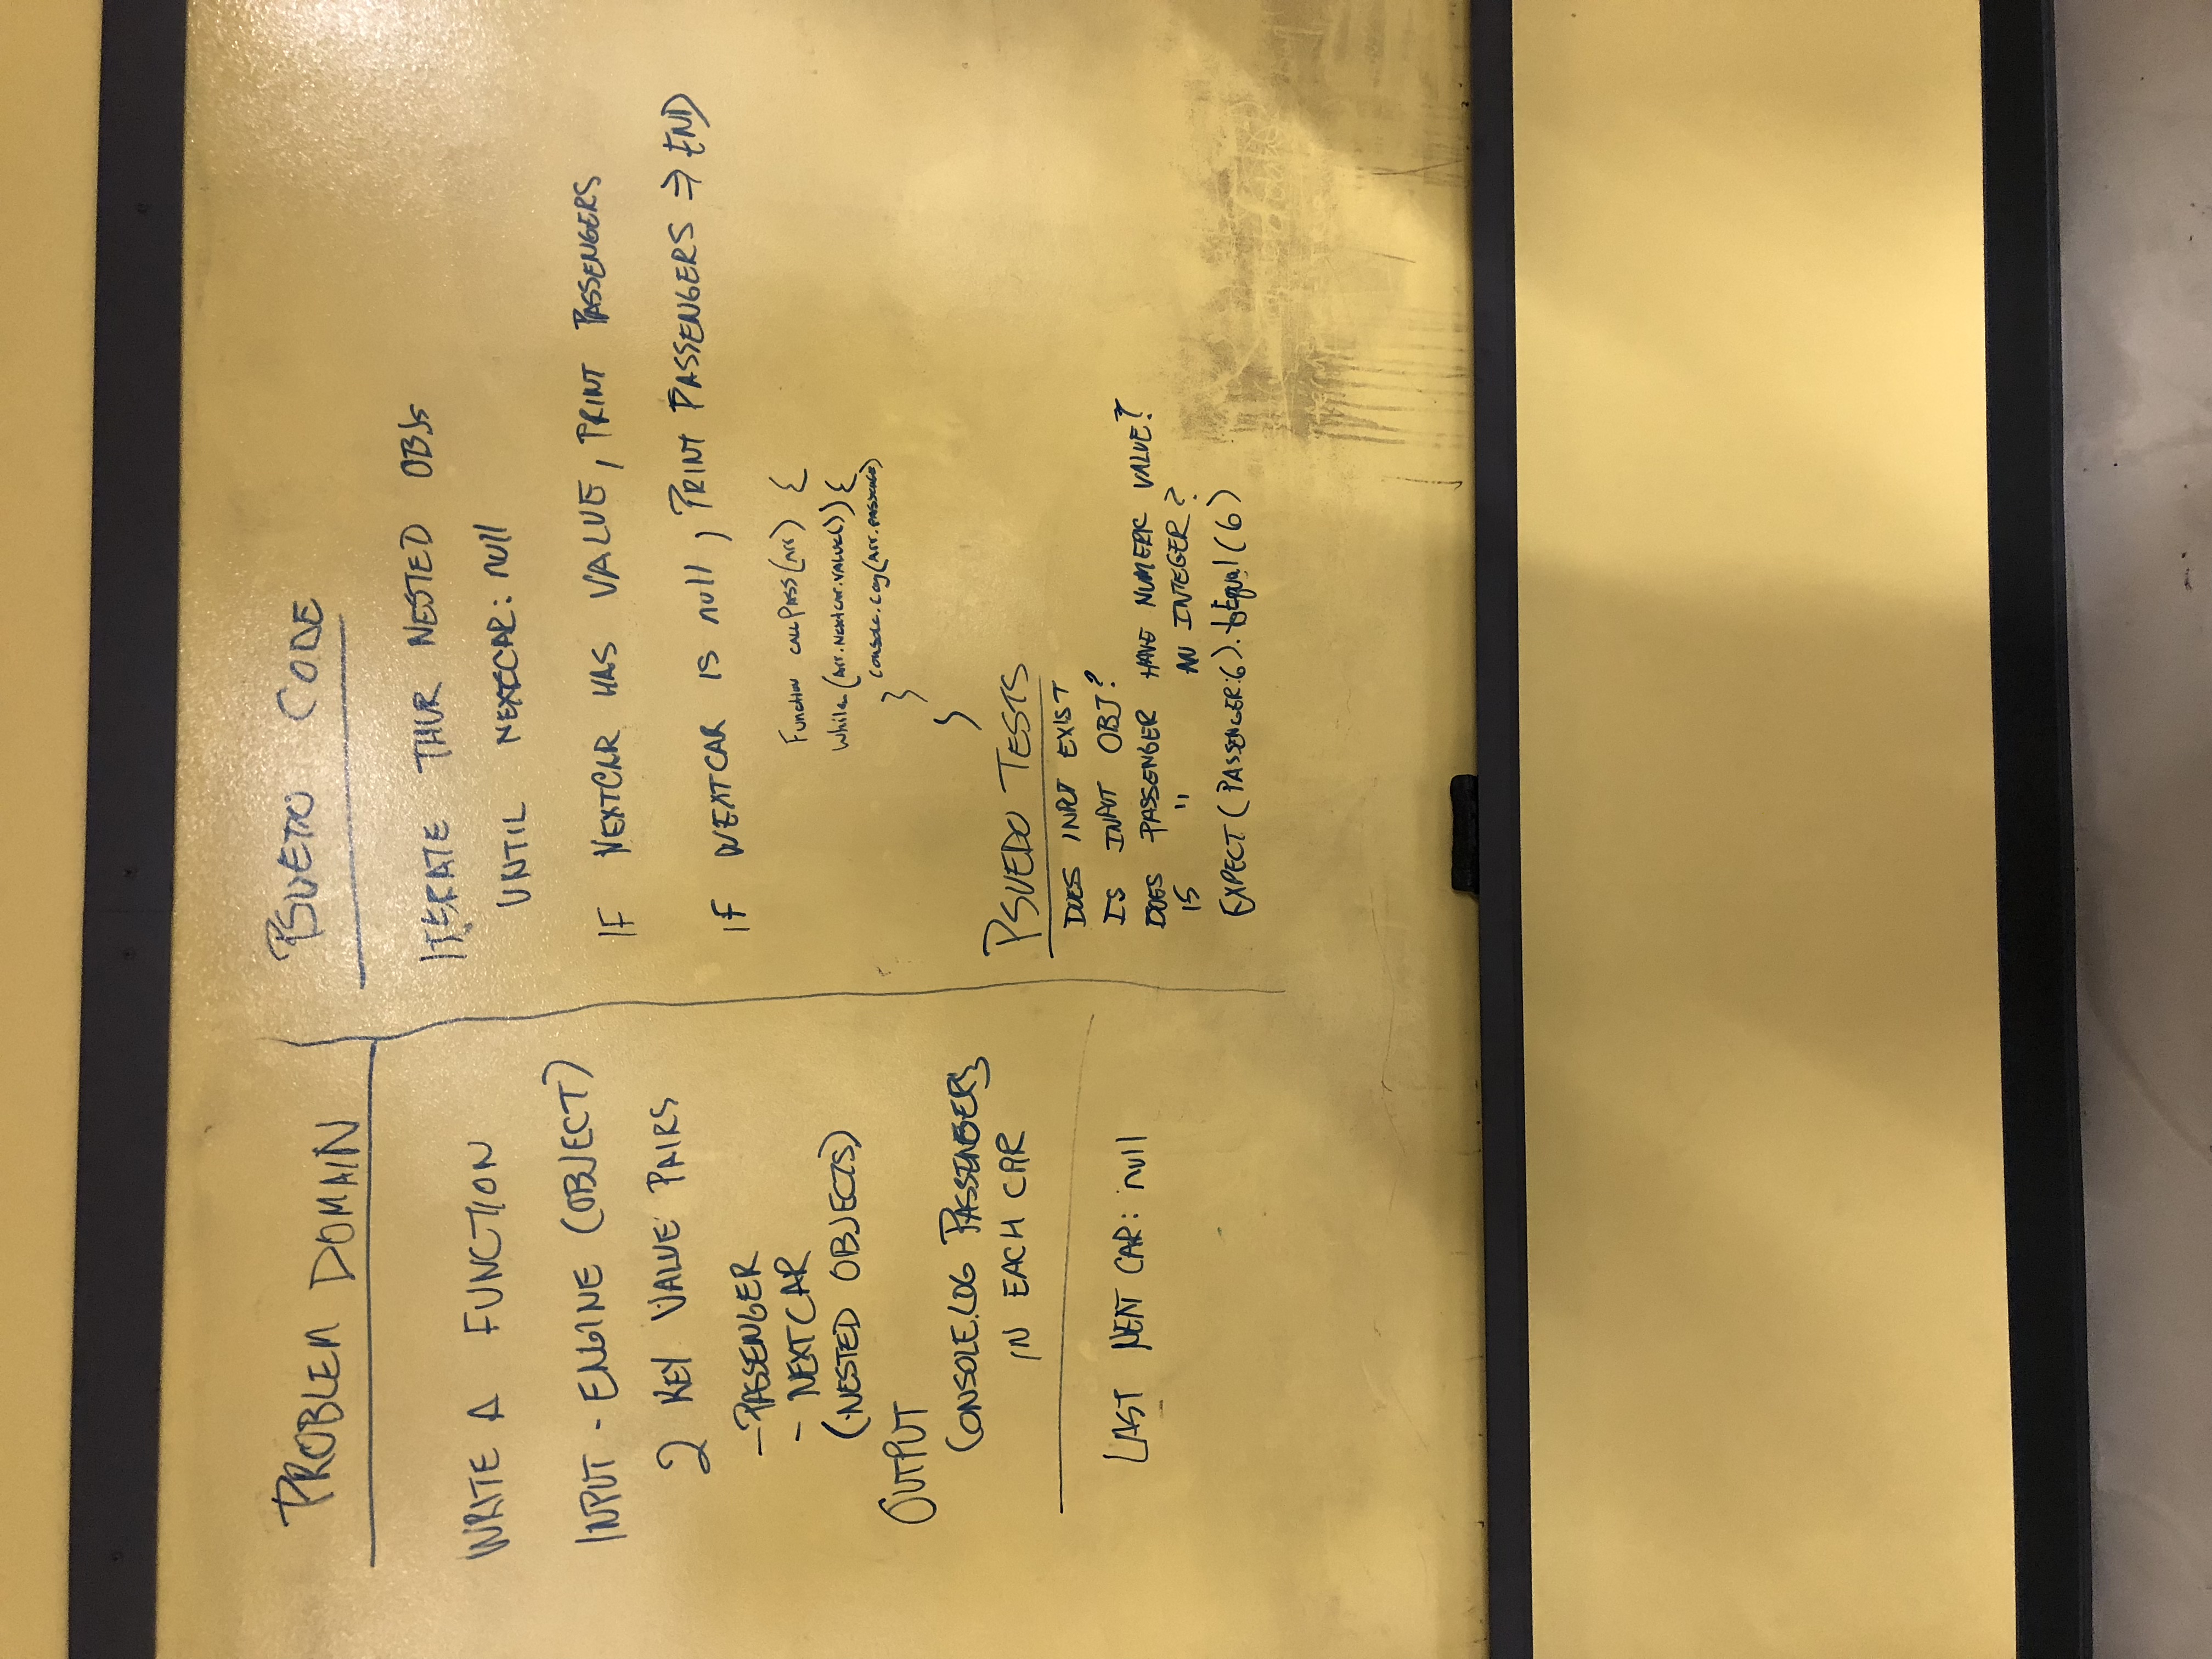 PROBLEM DOMAIN
WRITE A FUNCTION
INPUT - ENGINE (OBJECT)
2 KEY VALUE PAIRS
- PASSENGER
- NEXTCAR
(NESTED OBJECTS)
OUTPUT
CONSOLE.LOG PASSENGERS
IN EACH CAR
LAST NEXT CAR: null
PSUEDO CODE
ITERATE THUR NESTED OBJs
UNTIL NEXTCAR: null
IF NEXTCAR HAS VALUE, PRINT PASSENGERS
IF NEXTCAR IS null, PRINT PASSENGERS => END
Function CALLPASS(Arr) {
While (Arr.NextCar.VALUE()) {
Console.Log(Arr.PASSENGER)
}
}
PSUEDO TESTS
DOES INPUT EXIST
IS INPUT OBJ?
DOES PASSENGER HAVE NUMERIC VALUE?
IS " AN INTEGER?
EXPECT (PASSENGER:6).toEqual(6)